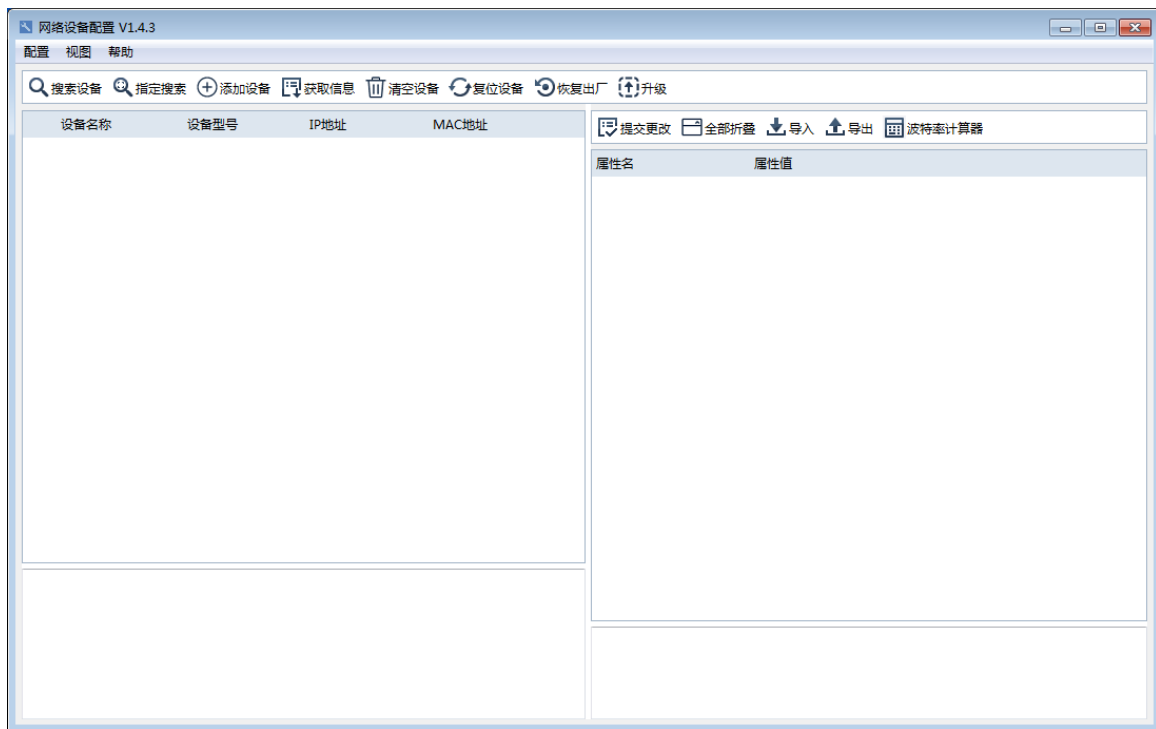 网络设备配置 V1.4.3
配置 视图 帮助
搜索设备 指定搜索 添加设备 获取信息 清空设备 复位设备 恢复出厂 升级
设备名称 设备型号 IP地址 MAC地址
提交更改 全部折叠 导入 导出 波特率计算器
属性名 属性值